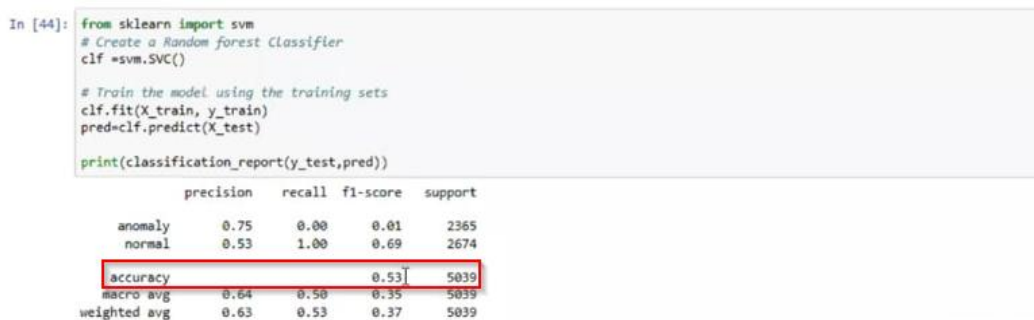 In [44]: from sklearn import svm
# Create a Random forest Classifier
clf =svm.SVC()
# Train the model using the training sets
clf.fit(X_train, y_train)
pred=clf.predict(X_test)
print(classification_report(y_test,pred))
precision recall f1-score support
anomaly 0.75 0.00 0.01 2365
normal 0.53 1.00 0.69 2674
accuracy 0.53 5039
macro avg 0.64 0.50 0.35 5039
weighted avg 0.63 0.53 0.37 5039